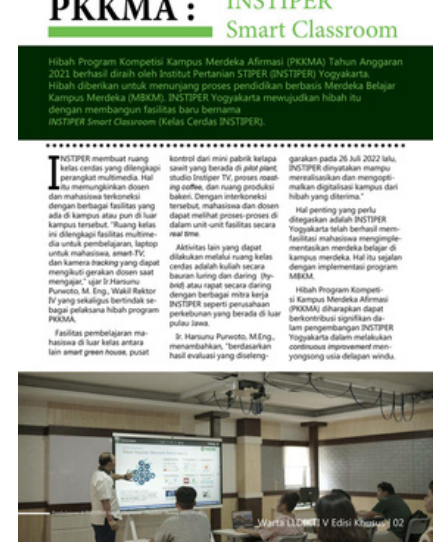 PKKMA :
INSTIPER
Smart Classroom
Hibah Program Kompetisi Kampus Merdeka Afirmasi (PKKMA) Tahun Anggaran
2021 berhasil diraih oleh Institut Pertanian STIPER (INSTIPER) Yogyakarta.
Hibah diberikan untuk menunjang proses pendidikan berbasis Merdeka Belajar
Kampus Merdeka (MBKM). INSTIPER Yogyakarta mewujudkan hibah itu
dengan membangun fasilitas baru bernama
INSTIPER Smart Classroom (Kelas Cerdas INSTIPER).
INSTIPER membuat ruang
kelas cerdas yang dilengkapi
perangkat multimedia. Hal
itu memungkinkan dosen
dan mahasiswa terkoneksi
dengan berbagai fasilitas yang
ada di kampus atau pun di luar
kampus tersebut. "Ruang kelas
ini dilengkapi fasilitas multime-
dia untuk pembelajaran, laptop
untuk mahasiswa, smart-TV,
dan kamera tracking yang dapat
mengikuti gerakan dosen saat
mengajar," ujar Ir.Harsunu
Purwoto, M. Eng., Wakil Rektor
IV yang sekaligus bertindak se-
bagai pelaksana hibah program
PKKMA.
Fasilitas pembelajaran ma-
hasiswa di luar kelas antara
lain smart green house, pusat
kontrol dari mini pabrik kelapa
sawit yang berada di pilot plant,
studio Instiper TV, proses roast-
ing coffee, dan ruang produksi
bakeri. Dengan interkoneksi
tersebut, mahasiswa dan dosen
dapat melihat proses-proses di
dalam unit-unit fasilitas secara
real time.
Aktivitas lain yang dapat
dilakukan melalui ruang kelas
cerdas adalah kuliah secara
bauran luring dan daring (hy-
brid) atau rapat secara daring
dengan berbagai mitra kerja
INSTIPER seperti perusahaan
perkebunan yang berada di luar
pulau Jawa.
Ir. Harsunu Purwoto, M.Eng.,
menambahkan, "berdasarkan
hasil evaluasi yang diseleng-
garakan pada 26 Juli 2022 lalu,
INSTIPER dinyatakan mampu
merealisasikan dan mengopti-
malkan digitalisasi kampus dari
hibah yang diterima."
Hal penting yang perlu
ditegaskan adalah INSTIPER
Yogyakarta telah berhasil mem-
fasilitasi mahasiswa mengimple-
mentasikan merdeka belajar di
kampus merdeka. Hal itu sejalan
dengan implementasi program
MBKM.
Hibah Program Kompeti-
si Kampus Merdeka Afirmasi
(PKKMA) diharapkan dapat
berkontribusi signifikan da-
lam pengembangan INSTIPER
Yogyakarta dalam melakukan
continuous improvement men-
yongsong usia delapan windu.
Warta LLDIKTI V Edisi Khusus | 02